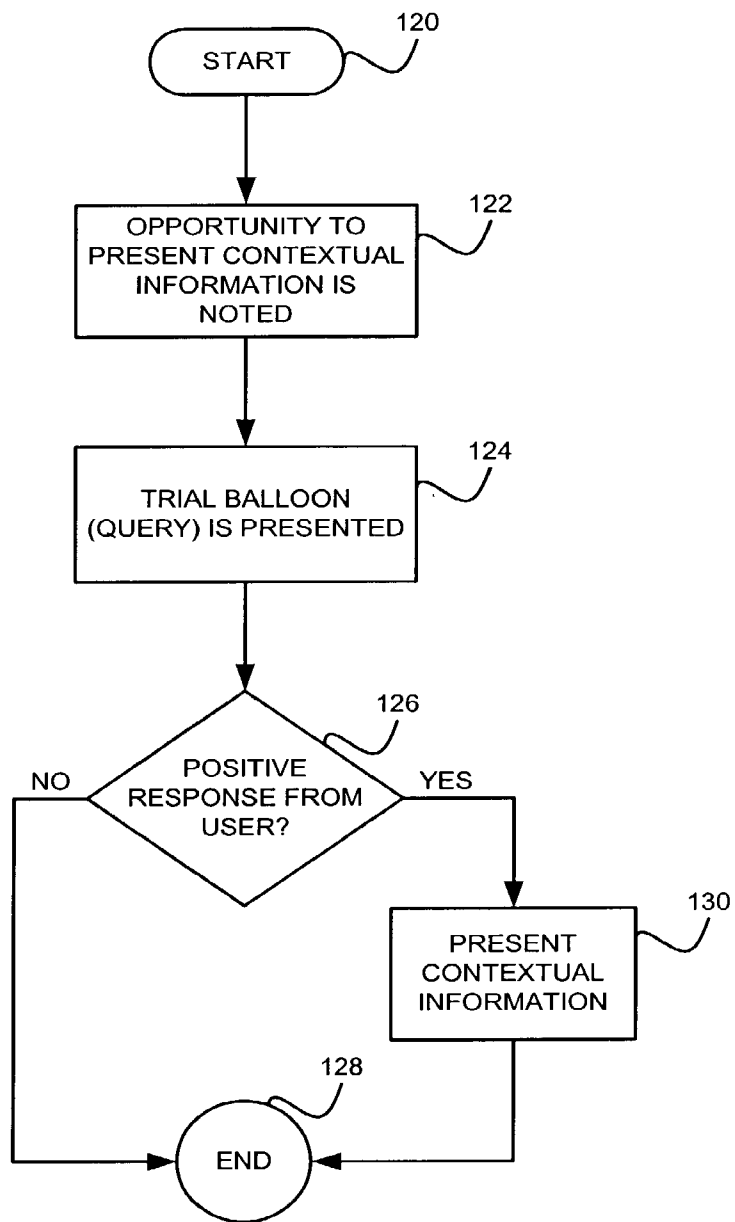 120
START
122
OPPORTUNITY TO
PRESENT CONTEXTUAL
INFORMATION IS
NOTED
124
TRIAL BALLOON
(QUERY) IS PRESENTED
126
POSITIVE
RESPONSE FROM
USER?
NO
YES
130
PRESENT
CONTEXTUAL
INFORMATION
128
END